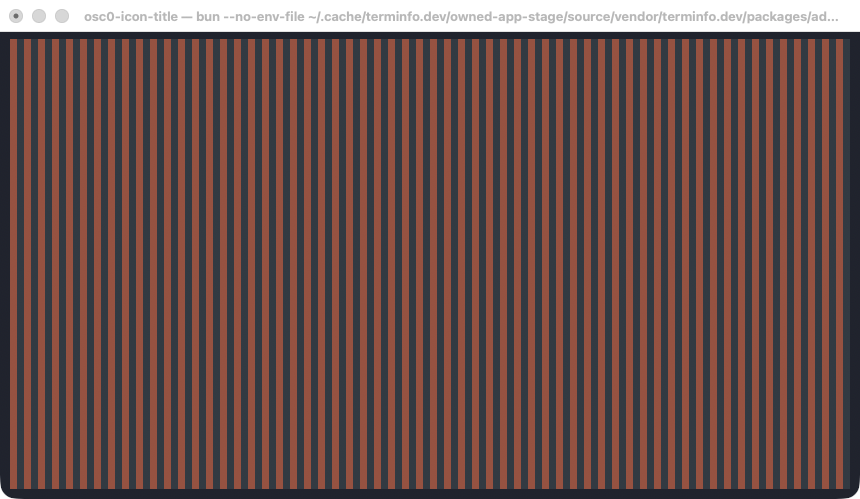 osc0-icon-title — bun --no-env-file ~/.cache/terminfo.dev/owned-app-stage/source/vendor/terminfo.dev/packages/ad...